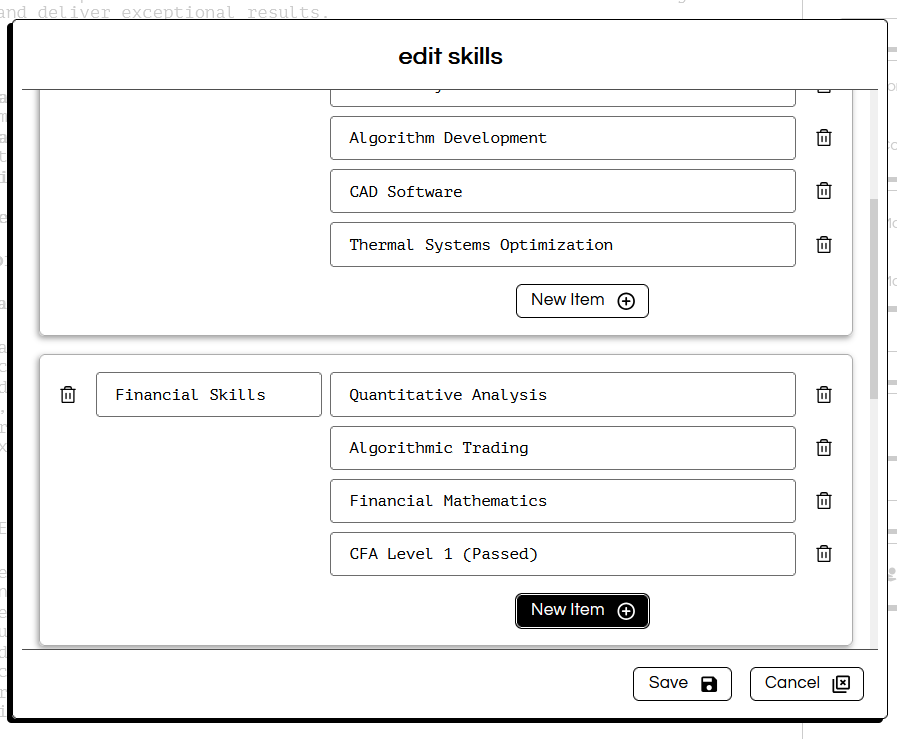 and deliver exceptional results.
edit skills
Algorithm Development
CAD Software
Thermal Systems Optimization
New Item
Financial Skills
Quantitative Analysis
Algorithmic Trading
Financial Mathematics
CFA Level 1 (Passed)
New Item
Save
Cancel